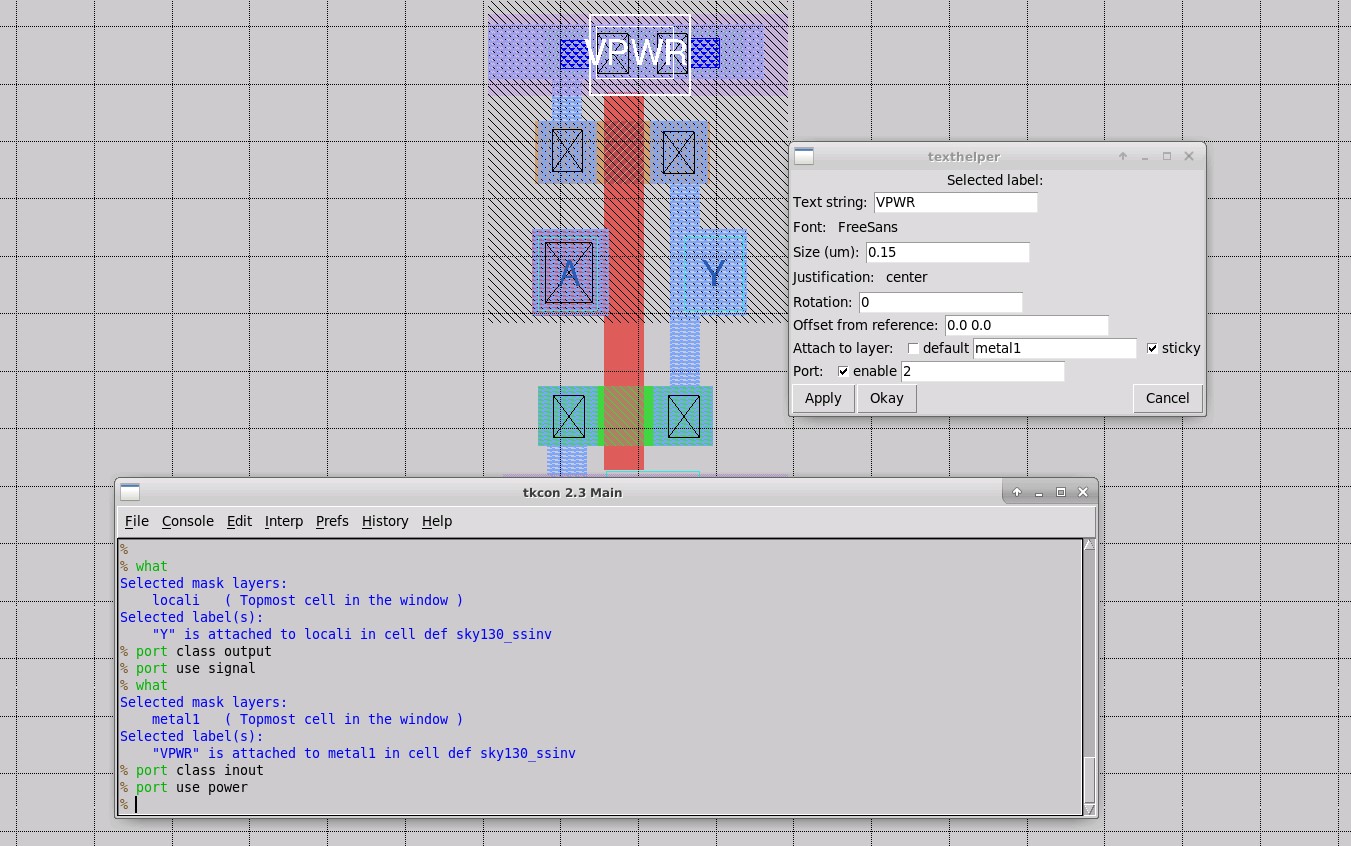 VPWR
A
Y
texthelper
Selected label:
Text string: VPWR
Font: FreeSans
Size (um): 0.15
Justification: center
Rotation: 0
Offset from reference: 0.0 0.0
Attach to layer: default metal1 sticky
Port: enable 2
Apply Okay Cancel
tkcon 2.3 Main
File Console Edit Interp Prefs History Help
%
% what
Selected mask layers:
locali ( Topmost cell in the window )
Selected label(s):
"Y" is attached to locali in cell def sky130_ssinv
% port class output
% port use signal
% what
Selected mask layers:
metal1 ( Topmost cell in the window )
Selected label(s):
"VPWR" is attached to metal1 in cell def sky130_ssinv
% port class inout
% port use power
%